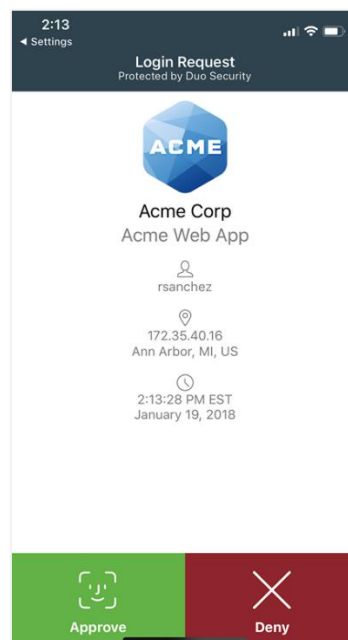 2:13
◀ Settings
Login Request
Protected by Duo Security
ACME
Acme Corp
Acme Web App
rsanchez
172.35.40.16
Ann Arbor, MI, US
2:13:28 PM EST
January 19, 2018
Approve
Deny